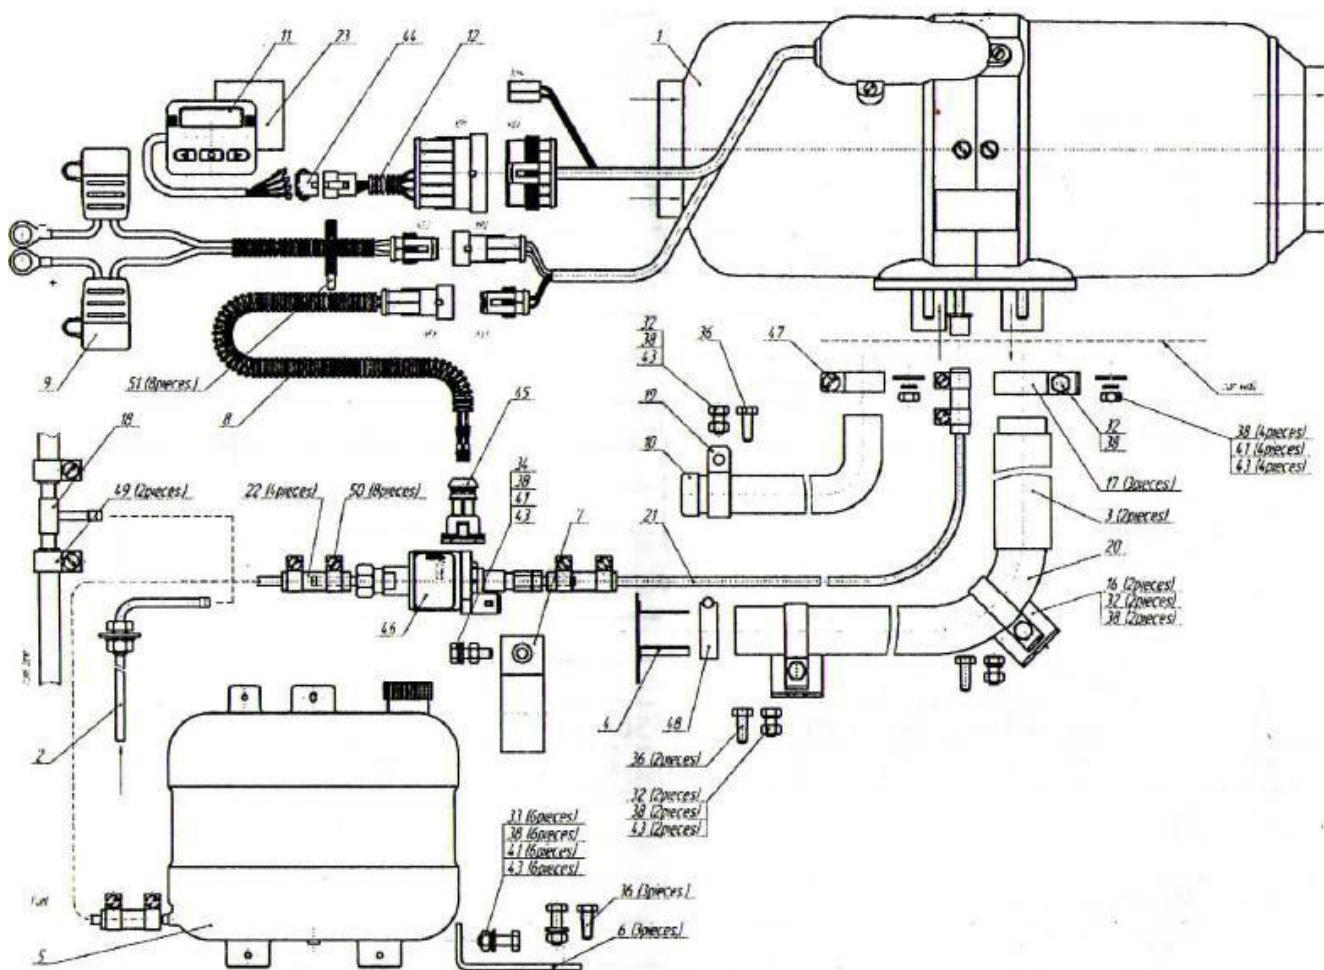 11
23
44
12
1
9
51 (8pieces)
8
45
32
38
43
36
47
19
10
32
38
38 (4pieces)
41 (4pieces)
43 (4pieces)
17 (3pieces)
3 (2pieces)
20
16 (2pieces)
32 (2pieces)
38 (2pieces)
18
49 (2pieces)
22 (4pieces)
50 (8pieces)
34
38
41
43
7
21
46
2
4
48
36 (2pieces)
32 (2pieces)
38 (2pieces)
43 (2pieces)
33 (6pieces)
38 (6pieces)
41 (6pieces)
43 (6pieces)
36 (3pieces)
6 (3pieces)
5